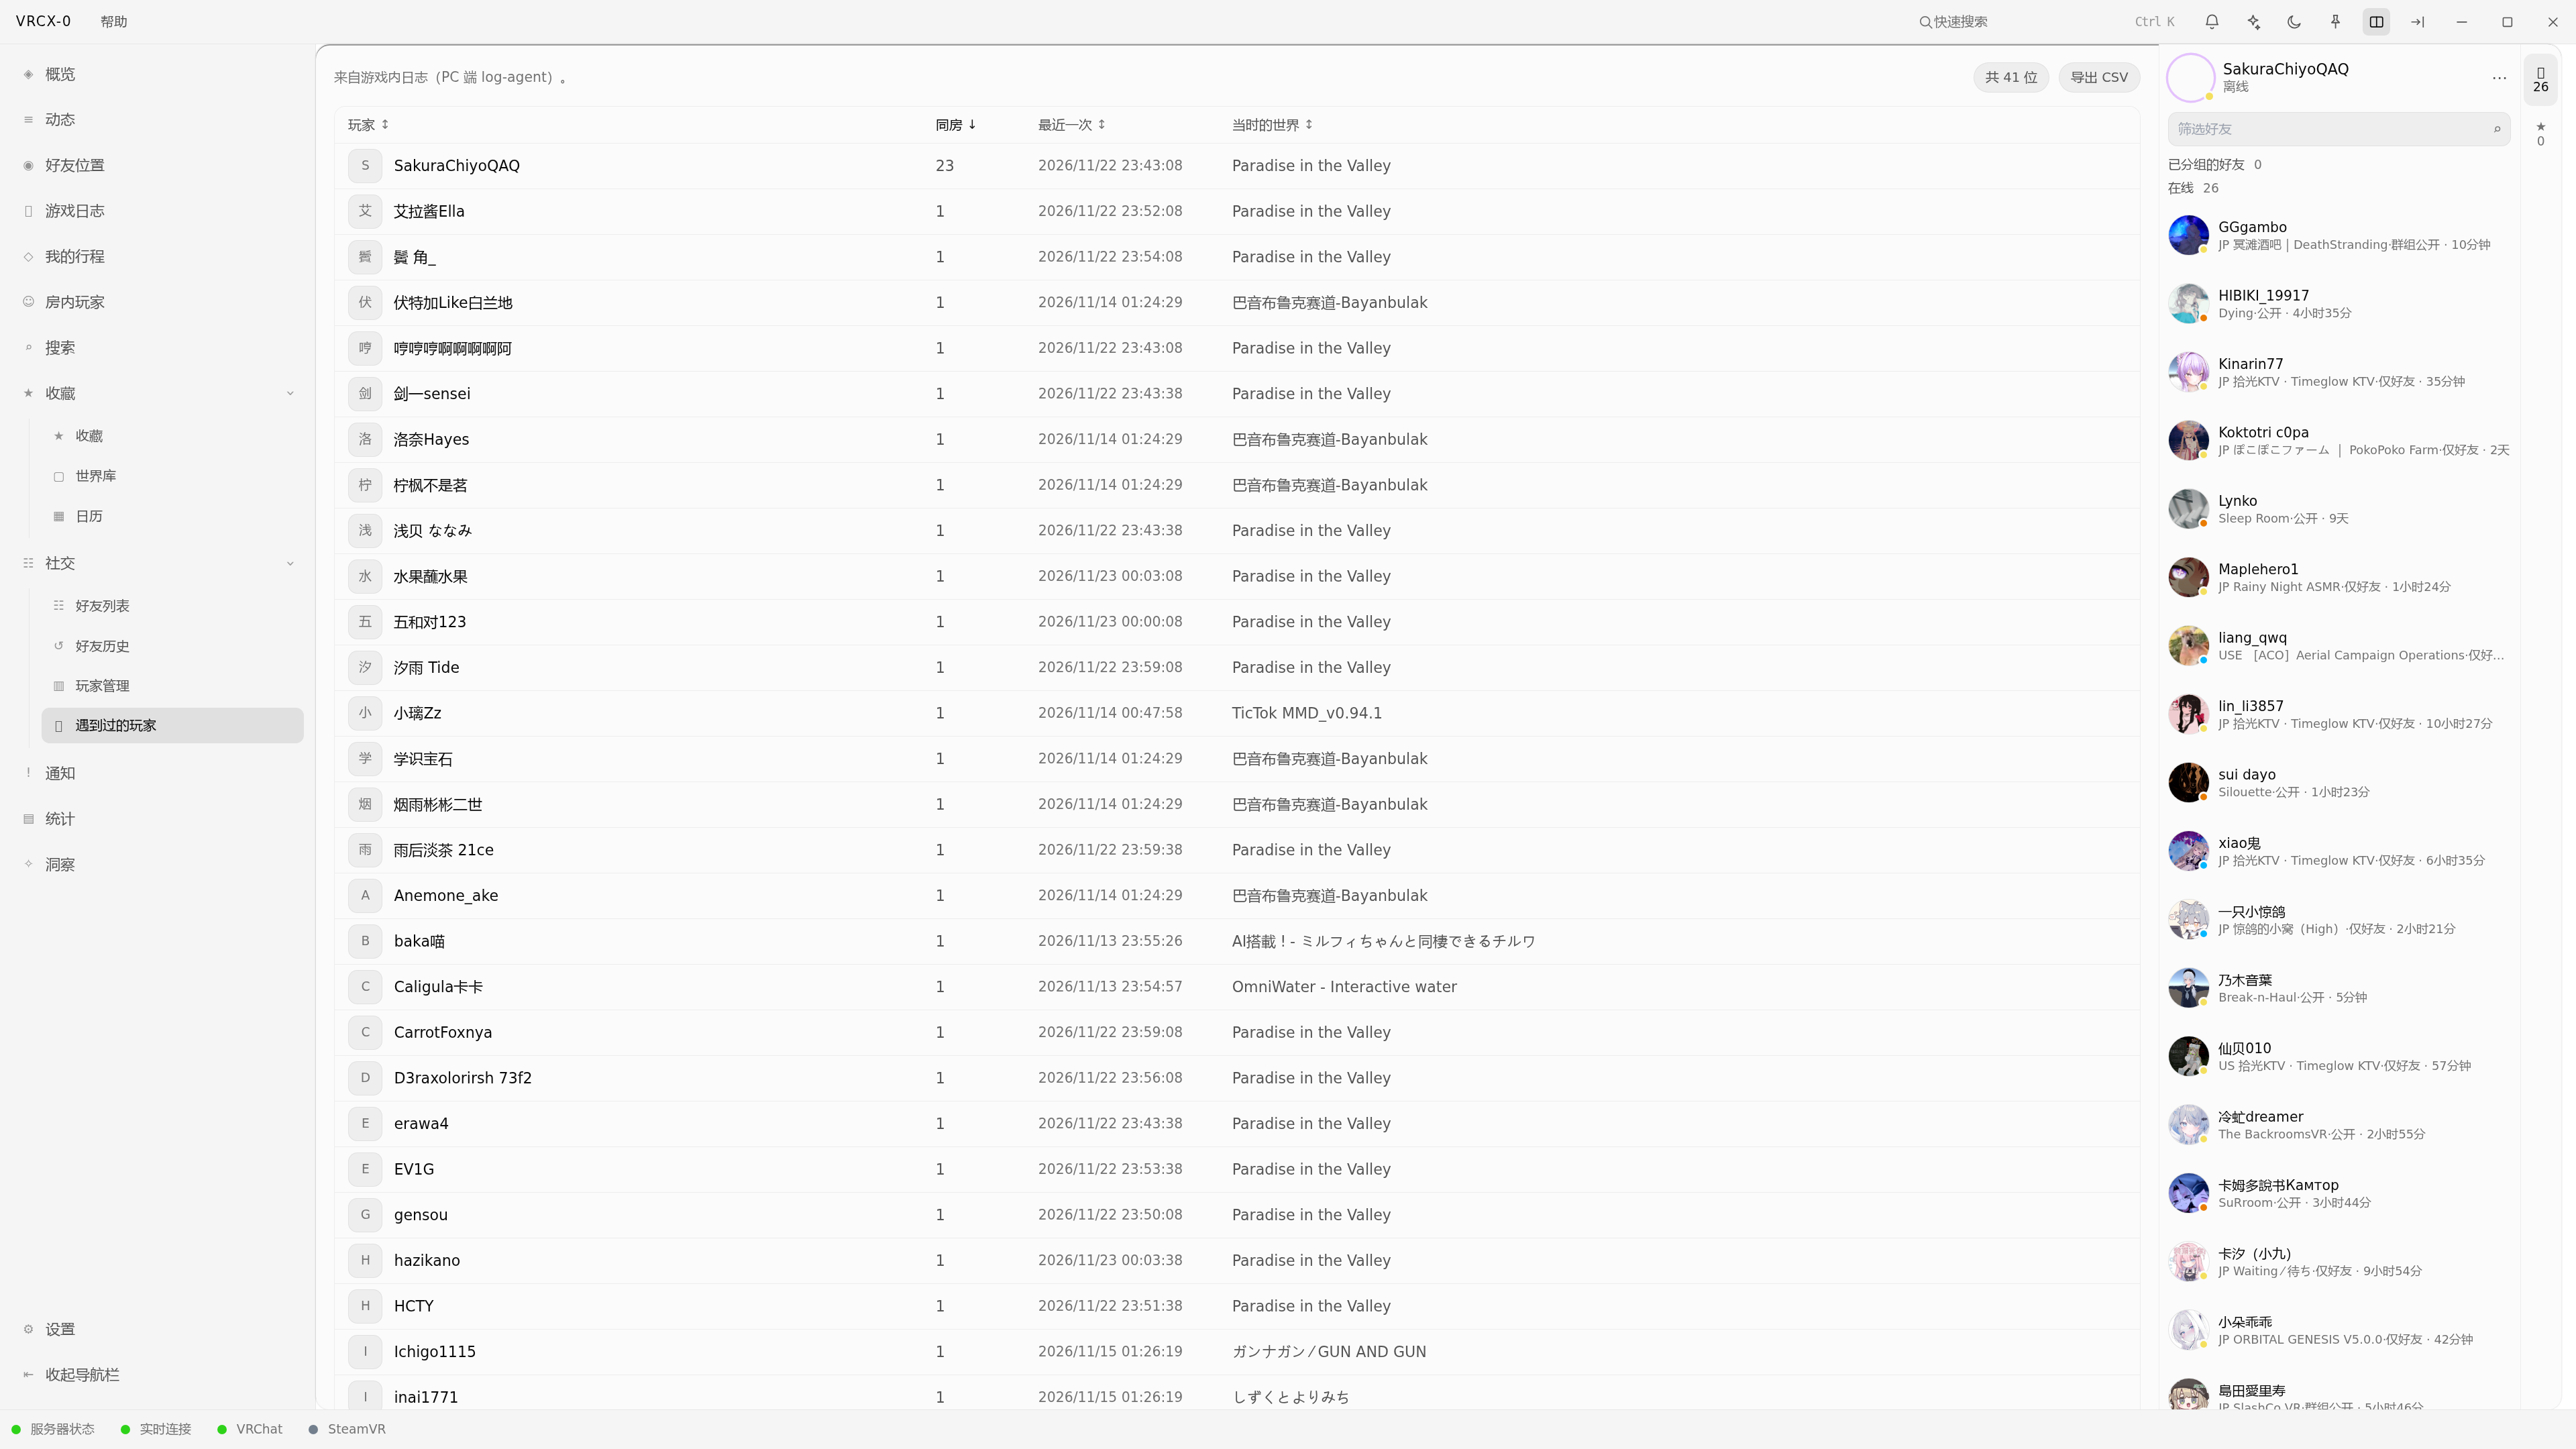 VRCX-0
帮助
快速搜索
Ctrl K
概览
动态
好友位置
游戏日志
我的行程
房内玩家
搜索
收藏
收藏
世界库
日历
社交
好友列表
好友历史
玩家管理
遇到过的玩家
通知
统计
洞察
设置
收起导航栏
来自游戏内日志（PC 端 log-agent）。
共 41 位
导出 CSV
玩家 ↕ 同房 ↓ 最近一次 ↕ 当时的世界 ↕
S SakuraChiyoQAQ 23 2026/11/22 23:43:08 Paradise in the Valley
艾 艾拉酱Ella 1 2026/11/22 23:52:08 Paradise in the Valley
鬓 鬓 角_ 1 2026/11/22 23:54:08 Paradise in the Valley
伏 伏特加Like白兰地 1 2026/11/14 01:24:29 巴音布鲁克赛道-Bayanbulak
哼 哼哼哼啊啊啊啊阿 1 2026/11/22 23:43:08 Paradise in the Valley
剑 剑一sensei 1 2026/11/22 23:43:38 Paradise in the Valley
洛 洛奈Hayes 1 2026/11/14 01:24:29 巴音布鲁克赛道-Bayanbulak
柠 柠枫不是茗 1 2026/11/14 01:24:29 巴音布鲁克赛道-Bayanbulak
浅 浅贝 ななみ 1 2026/11/22 23:43:38 Paradise in the Valley
水 水果蘸水果 1 2026/11/23 00:03:08 Paradise in the Valley
五 五和对123 1 2026/11/23 00:00:08 Paradise in the Valley
汐 汐雨 Tide 1 2026/11/22 23:59:08 Paradise in the Valley
小 小璃Zz 1 2026/11/14 00:47:58 TicTok MMD_v0.94.1
学 学识宝石 1 2026/11/14 01:24:29 巴音布鲁克赛道-Bayanbulak
烟 烟雨彬彬二世 1 2026/11/14 01:24:29 巴音布鲁克赛道-Bayanbulak
雨 雨后淡茶 21ce 1 2026/11/22 23:59:38 Paradise in the Valley
A Anemone_ake 1 2026/11/14 01:24:29 巴音布鲁克赛道-Bayanbulak
B baka喵 1 2026/11/13 23:55:26 AI搭載！- ミルフィちゃんと同棲できるチルワ
C Caligula卡卡 1 2026/11/13 23:54:57 OmniWater - Interactive water
C CarrotFoxnya 1 2026/11/22 23:59:08 Paradise in the Valley
D D3raxolorirsh 73f2 1 2026/11/22 23:56:08 Paradise in the Valley
E erawa4 1 2026/11/22 23:43:38 Paradise in the Valley
E EV1G 1 2026/11/22 23:53:38 Paradise in the Valley
G gensou 1 2026/11/22 23:50:08 Paradise in the Valley
H hazikano 1 2026/11/23 00:03:38 Paradise in the Valley
H HCTY 1 2026/11/22 23:51:38 Paradise in the Valley
I Ichigo1115 1 2026/11/15 01:26:19 ガンナガン／GUN AND GUN
I inai1771 1 2026/11/15 01:26:19 しずくとよりみち
SakuraChiyoQAQ
离线
筛选好友
已分组的好友 0
在线 26
GGgambo
JP 冥滩酒吧 | DeathStranding·群组公开 · 10分钟
HIBIKI_19917
Dying·公开 · 4小时35分
Kinarin77
JP 拾光KTV · Timeglow KTV·仅好友 · 35分钟
Koktotri c0pa
JP ぽこぽこファーム ｜ PokoPoko Farm·仅好友 · 2天
Lynko
Sleep Room·公开 · 9天
Maplehero1
JP Rainy Night ASMR·仅好友 · 1小时24分
liang_qwq
USE ［ACO］Aerial Campaign Operations·仅好…
lin_li3857
JP 拾光KTV · Timeglow KTV·仅好友 · 10小时27分
sui dayo
Silouette·公开 · 1小时23分
xiao鬼
JP 拾光KTV · Timeglow KTV·仅好友 · 6小时35分
一只小惊鸽
JP 惊鸽的小窝（High）·仅好友 · 2小时21分
乃木音葉
Break-n-Haul·公开 · 5分钟
仙贝010
US 拾光KTV · Timeglow KTV·仅好友 · 57分钟
冷虻dreamer
The BackroomsVR·公开 · 2小时55分
卡姆多說书Камтор
SuRroom·公开 · 3小时44分
卡汐（小九）
JP Waiting／待ち·仅好友 · 9小时54分
小朵乖乖
JP ORBITAL GENESIS V5.0.0·仅好友 · 42分钟
島田愛里寿
JP SlashCo VR·群组公开 · 5小时46分
26
★
0
服务器状态
实时连接
VRChat
SteamVR